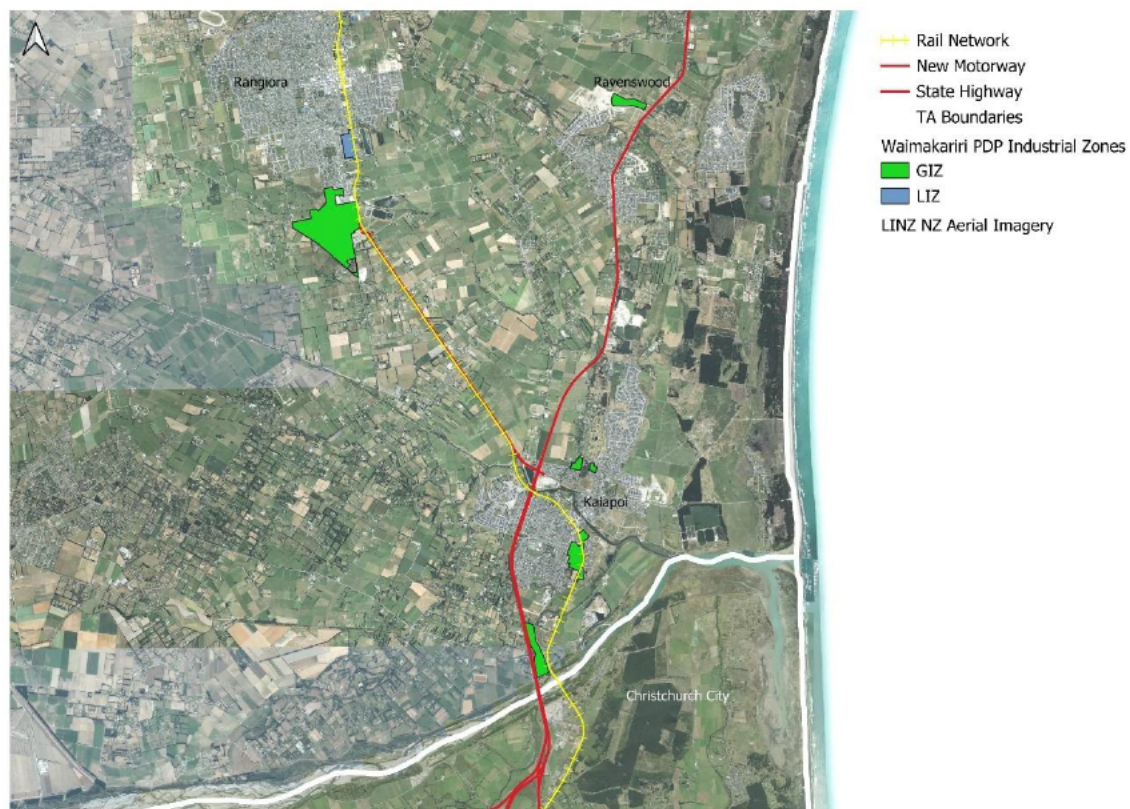 Rangiora
Ravenswood
Kaiapoi
Christchurch City
Rail Network
New Motorway
State Highway
TA Boundaries
Waimakariri PDP Industrial Zones
GIZ
LIZ
LINZ NZ Aerial Imagery